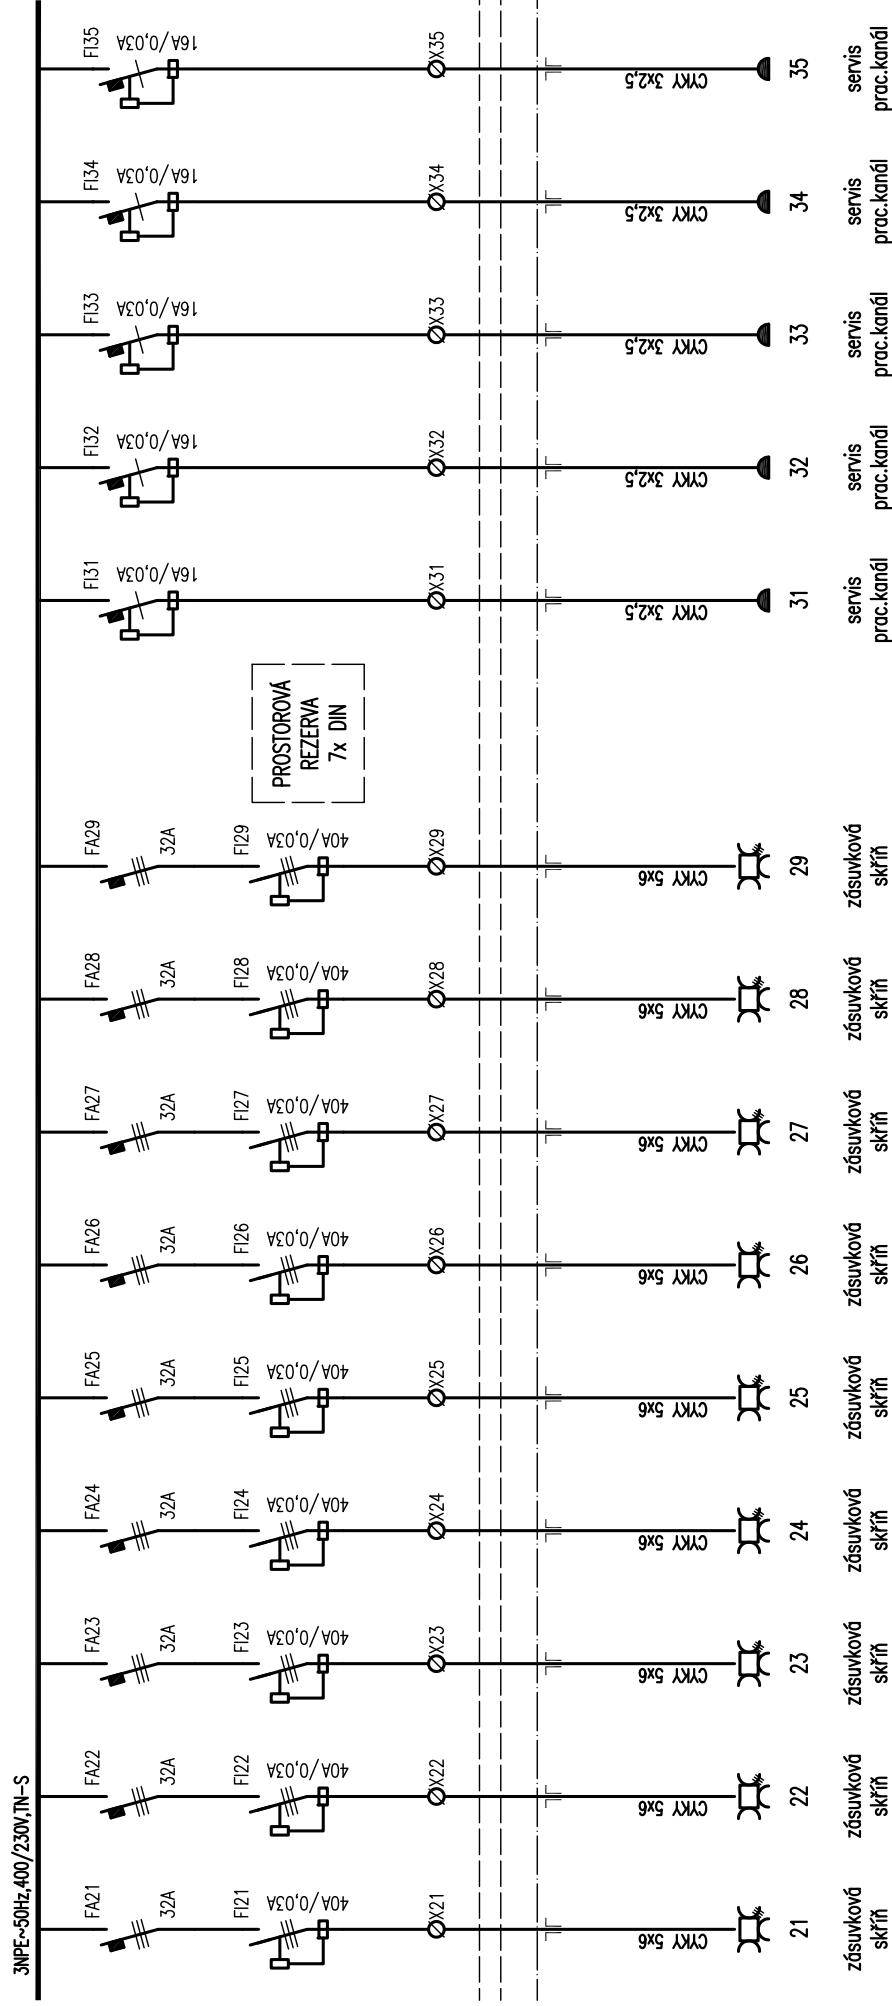 3NPE~50Hz,400/230V,TN-S
FA21
32A
FI21
40A/0,03A
X21
CYKY 5x6
21
zásuvková
skříň
FA22
32A
FI22
40A/0,03A
X22
CYKY 5x6
22
zásuvková
skříň
FA23
32A
FI23
40A/0,03A
X23
CYKY 5x6
23
zásuvková
skříň
FA24
32A
FI24
40A/0,03A
X24
CYKY 5x6
24
zásuvková
skříň
FA25
32A
FI25
40A/0,03A
X25
CYKY 5x6
25
zásuvková
skříň
FA26
32A
FI26
40A/0,03A
X26
CYKY 5x6
26
zásuvková
skříň
FA27
32A
FI27
40A/0,03A
X27
CYKY 5x6
27
zásuvková
skříň
FA28
32A
FI28
40A/0,03A
X28
CYKY 5x6
28
zásuvková
skříň
FA29
32A
FI29
40A/0,03A
X29
CYKY 5x6
29
zásuvková
skříň
PROSTOROVÁ
REZERVA
7x DIN
FI31
16A/0,03A
X31
CYKY 3x2,5
31
servis
prac.kanál
FI32
16A/0,03A
X32
CYKY 3x2,5
32
servis
prac.kanál
FI33
16A/0,03A
X33
CYKY 3x2,5
33
servis
prac.kanál
FI34
16A/0,03A
X34
CYKY 3x2,5
34
servis
prac.kanál
FI35
16A/0,03A
X35
CYKY 3x2,5
35
servis
prac.kanál